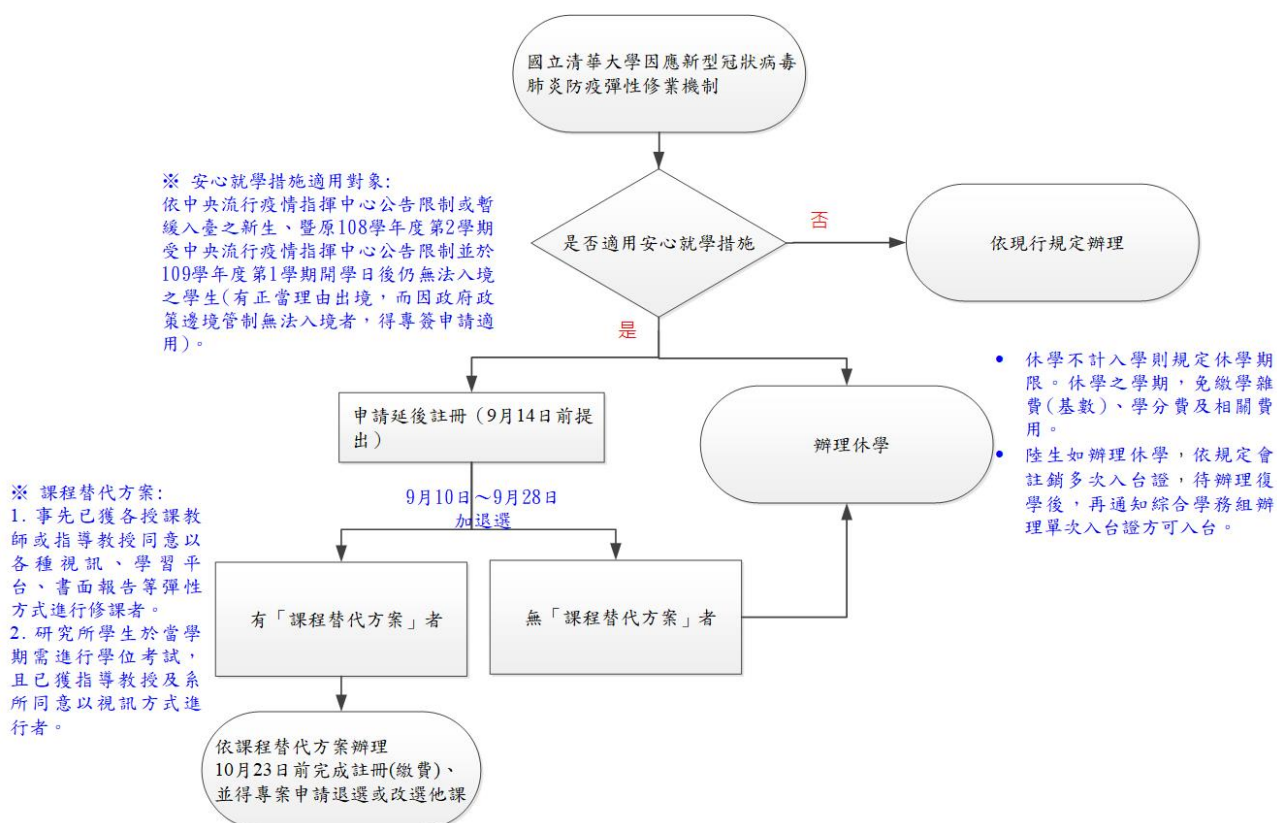 國立清華大學因應新型冠狀病毒
肺炎防疫彈性修業機制
※ 安心就學措施適用對象:
依中央流行疫情指揮中心公告限制或暫
緩入臺之新生、暨原108學年度第2學期
受中央流行疫情指揮中心公告限制並於
109學年度第1學期開學日後仍無法入境
之學生(有正當理由出境,而因政府政
策邊境管制無法入境者,得專簽申請適
用)。
是否適用安心就學措施
否
依現行規定辦理
是
申請延後註冊(9月14日前提
出)
辦理休學
• 休學不計入學則規定休學期
限。休學之學期,免繳學雜
費(基數)、學分費及相關費
用。
• 陸生如辦理休學,依規定會
註銷多次入台證,待辦理復
學後,再通知綜合學務組辦
理單次入台證方可入台。
9月10日～9月28日
加退選
※ 課程替代方案:
1. 事先已獲各授課教
師或指導教授同意以
各種視訊、學習平
台、書面報告等彈性
方式進行修課者。
2. 研究所學生於當學
期需進行學位考試,
且已獲指導教授及系
所同意以視訊方式進
行者。
有「課程替代方案」者
無「課程替代方案」者
依課程替代方案辦理
10月23日前完成註冊(繳費)、
並得專案申請退選或改選他課